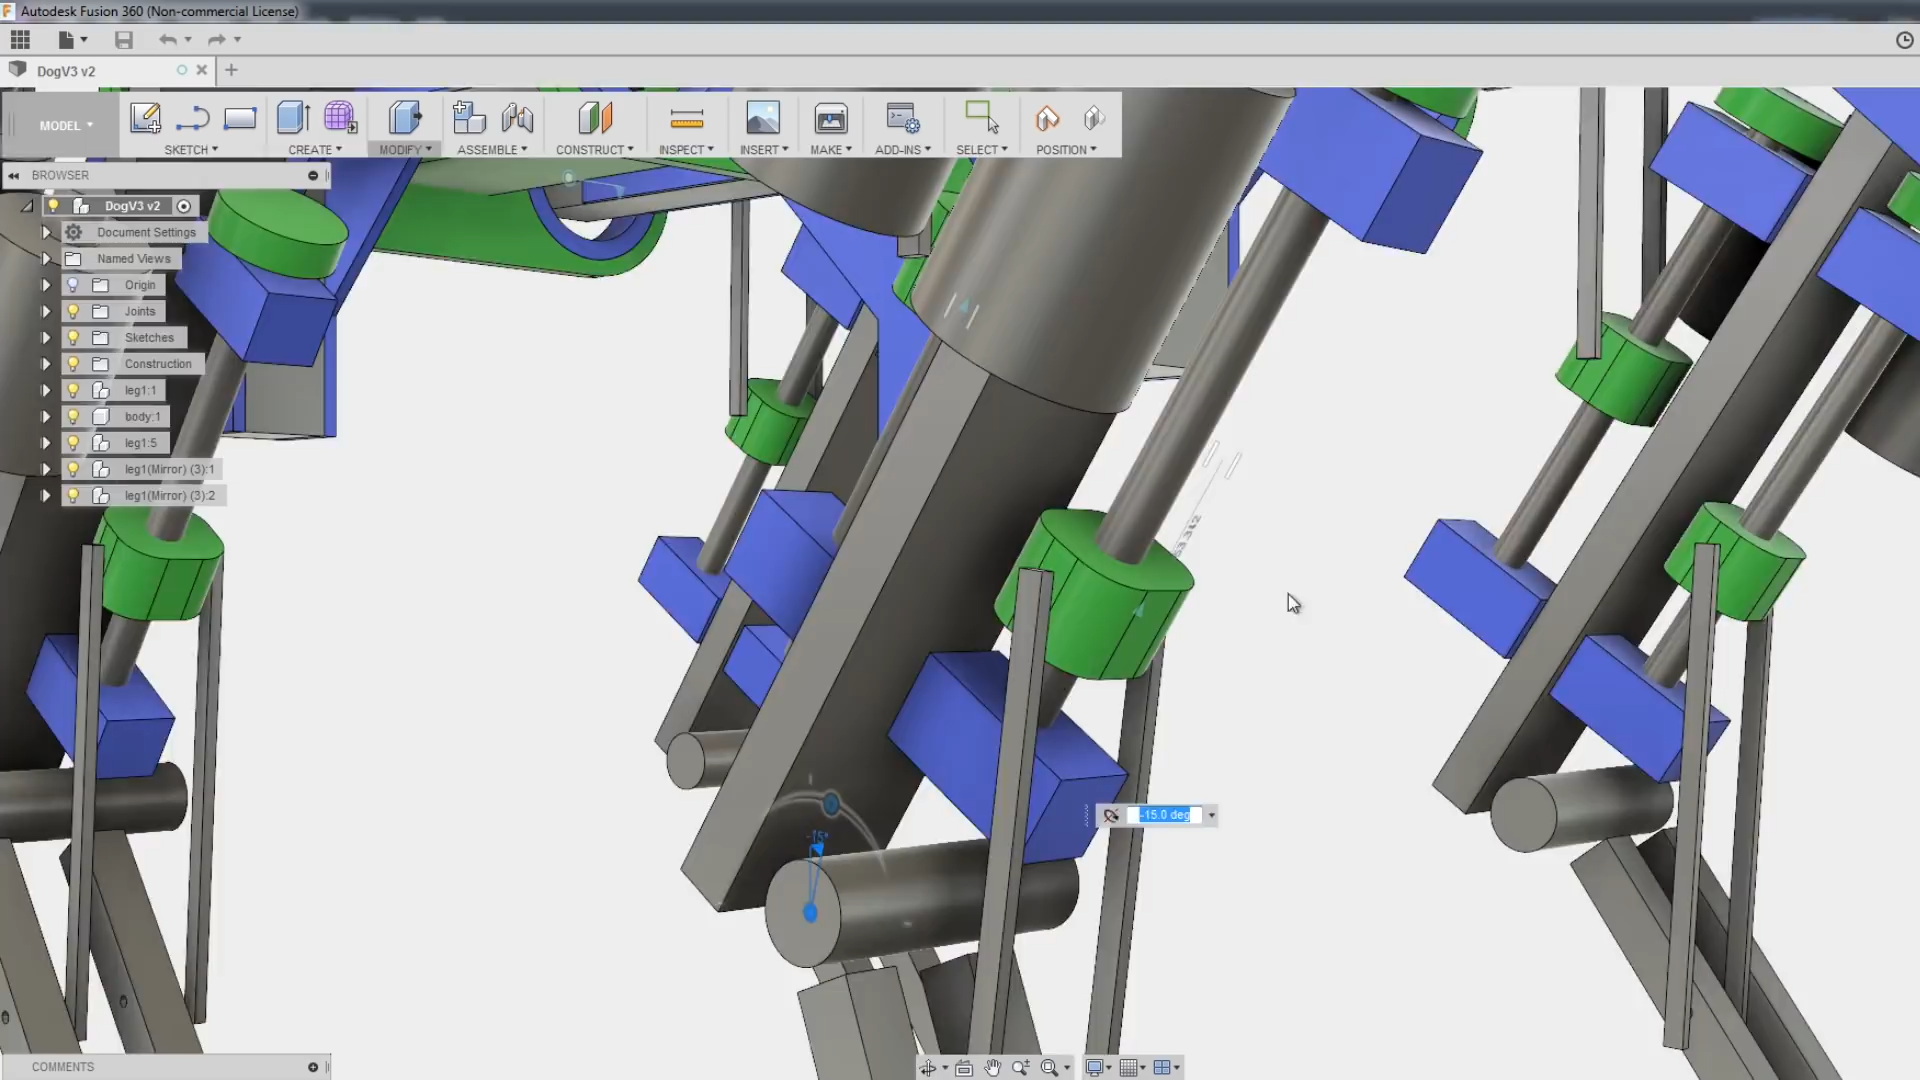 Autodesk Fusion 360 (Non-commercial License)
DogV3 v2
MODEL
SKETCH
CREATE
MODIFY
ASSEMBLE
CONSTRUCT
INSPECT
INSERT
MAKE
ADD-INS
SELECT
POSITION
BROWSER
DogV3 v2
Document Settings
Named Views
Origin
Joints
Sketches
Construction
leg1:1
body:1
leg1:5
leg1(Mirror) (3):1
leg1(Mirror) (3):2
-15.0 deg
-15°
COMMENTS